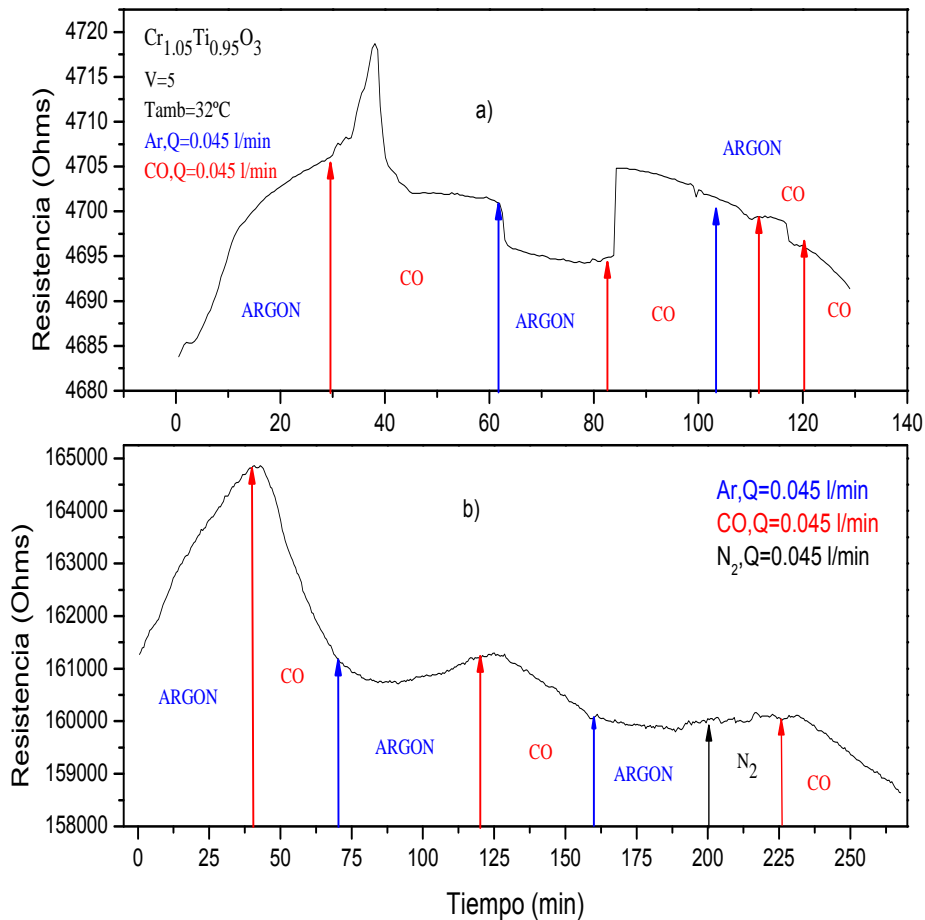 Cr1.05Ti0.95O3
V=5
Tamb=32ºC
Ar,Q=0.045 l/min
CO,Q=0.045 l/min
a)
Resistencia (Ohms)
4720
4715
4710
4705
4700
4695
4690
4685
4680
ARGON
CO
ARGON
CO
ARGON
CO
CO
0 20 40 60 80 100 120 140
b)
Ar,Q=0.045 l/min
CO,Q=0.045 l/min
N2,Q=0.045 l/min
Resistencia (Ohms)
165000
164000
163000
162000
161000
160000
159000
158000
ARGON
CO
ARGON
CO
ARGON
N2
CO
0 25 50 75 100 125 150 175 200 225 250
Tiempo (min)